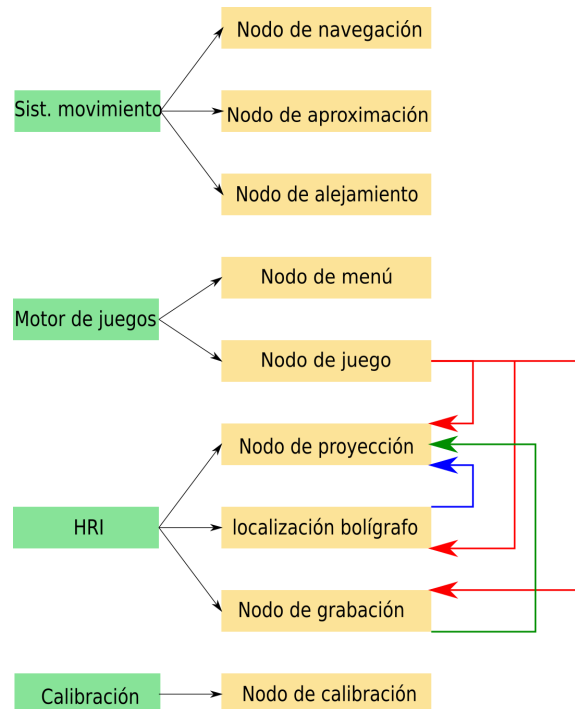 Nodo de navegación
Sist. movimiento
Nodo de aproximación
Nodo de alejamiento
Nodo de menú
Motor de juegos
Nodo de juego
Nodo de proyección
HRI
localización bolígrafo
Nodo de grabación
Calibración
Nodo de calibración